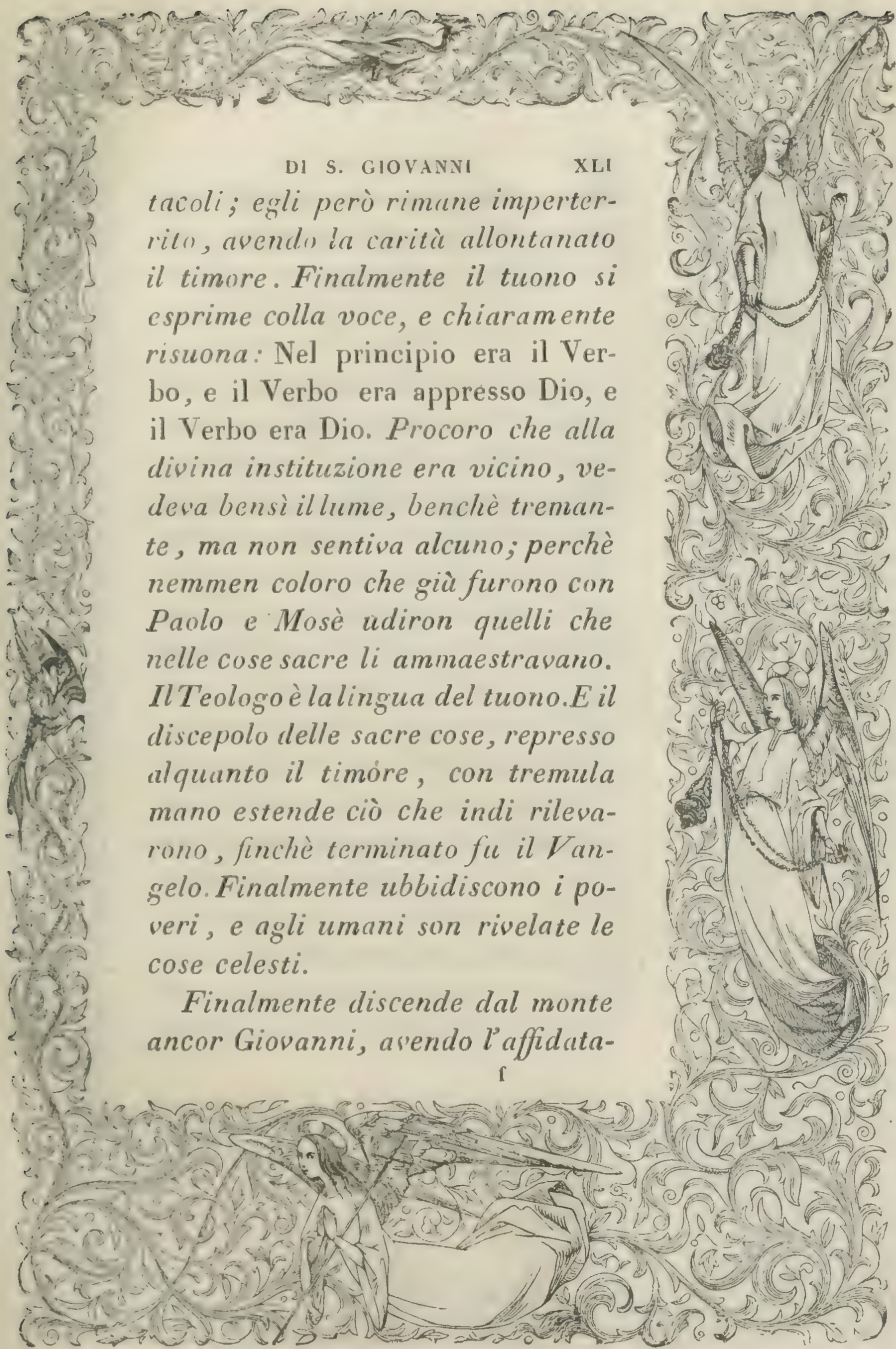 DI S. GIOVANNI XLI
tacoli; egli però rimane imperter-
rito, avendo la carità allontanato
il timore. Finalmente il tuono si
esprime colla voce, e chiaramente
risuona: Nel principio era il Ver-
bo, e il Verbo era appresso Dio, e
il Verbo era Dio. Procoro che alla
divina instituzione era vicino, ve-
deva bensì il lume, benchè treman-
te, ma non sentiva alcuno; perchè
nemmen coloro che già furono con
Paolo e Mosè udiron quelli che
nelle cose sacre li ammaestravano.
Il Teologo è la lingua del tuono. E il
discepolo delle sacre cose, represso
alquanto il timóre, con tremula
mano estende ciò che indi rileva-
rono, finchè terminato fu il Van-
gelo. Finalmente ubbidiscono i po-
veri, e agli umani son rivelate le
cose celesti.
Finalmente discende dal monte
ancor Giovanni, avendo l'affidata-
f